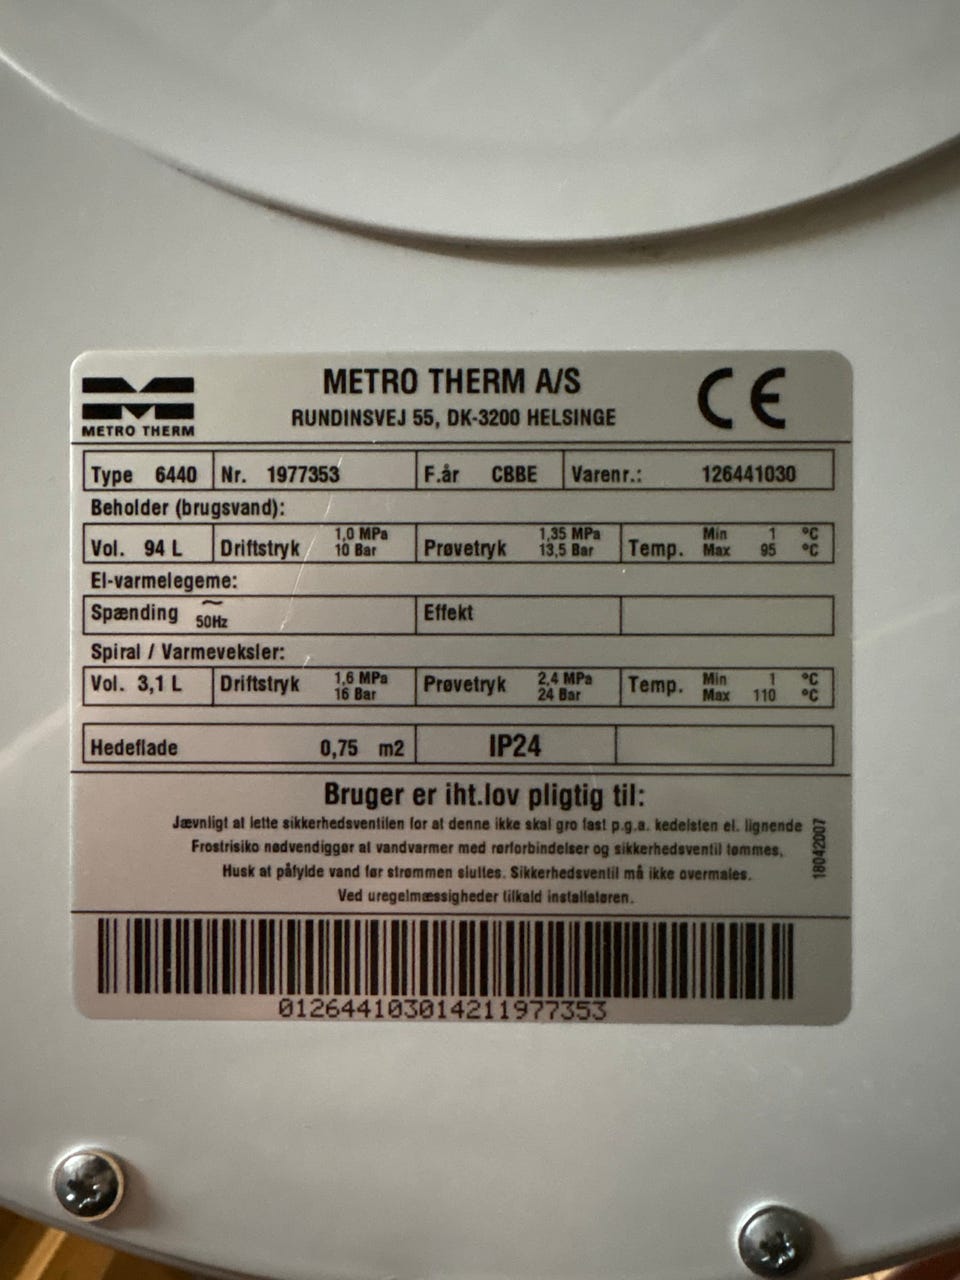 METRO THERM
METRO THERM A/S
RUNDINSVEJ 55, DK-3200 HELSINGE
CE
Type 6440 Nr. 1977353 F.år CBBE Varenr.: 126441030
Beholder (brugsvand):
Vol. 94 L Driftstryk 1,0 MPa 10 Bar Prøvetryk 1,35 MPa 13,5 Bar Temp. Min 1 °C Max 95 °C
El-varmelegeme:
Spænding ~ 50Hz Effekt
Spiral / Varmeveksler:
Vol. 3,1 L Driftstryk 1,6 MPa 16 Bar Prøvetryk 2,4 MPa 24 Bar Temp. Min 1 °C Max 110 °C
Hedeflade 0,75 m2 IP24
Bruger er iht.lov pligtig til:
Jævnligt at lette sikkerhedsventilen for at denne ikke skal gro fast p.g.a. kedelsten el. lignende
Frostrisiko nødvendiggør at vandvarmer med rørforbindelser og sikkerhedsventil tømmes.
Husk at påfylde vand før strømmen sluttes. Sikkerhedsventil må ikke overmales.
Ved uregelmæssigheder tilkald installatøren.
18042007
012644103014211977353